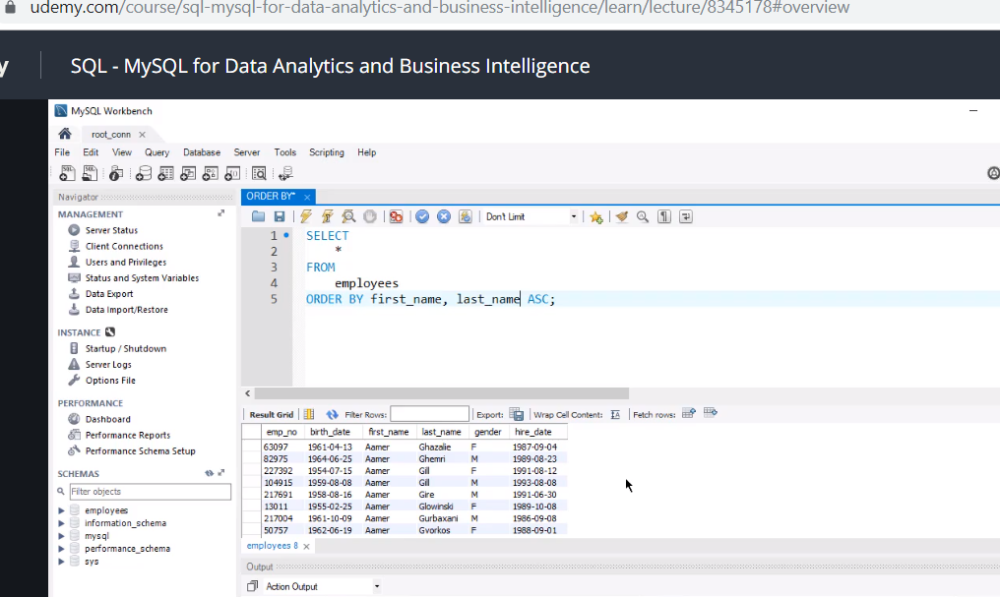 udemy.com/course/sql-mysql-for-data-analytics-and-business-intelligence/learn/lecture/8345178#overview
y SQL - MySQL for Data Analytics and Business Intelligence
MySQL Workbench
root_conn
File Edit View Query Database Server Tools Scripting Help
Navigator
ORDER BY*
MANAGEMENT
Server Status
Client Connections
Users and Privileges
Status and System Variables
Data Export
Data Import/Restore
INSTANCE
Startup / Shutdown
Server Logs
Options File
PERFORMANCE
Dashboard
Performance Reports
Performance Schema Setup
SCHEMAS
Filter objects
employees
information_schema
mysql
performance_schema
sys
Don't Limit
1 SELECT
2 *
3 FROM
4 employees
5 ORDER BY first_name, last_name ASC;
Result Grid Filter Rows: Export: Wrap Cell Content: Fetch rows:
emp_no birth_date first_name last_name gender hire_date
63097 1961-04-13 Aamer Ghazalie F 1987-09-04
82975 1964-06-25 Aamer Ghemri M 1989-08-23
227392 1954-07-15 Aamer Gill F 1991-08-12
104915 1959-08-08 Aamer Gill M 1993-08-08
217691 1958-08-16 Aamer Gire M 1991-06-30
13011 1955-02-25 Aamer Glowinski F 1989-10-08
217004 1961-10-09 Aamer Gurbaxani M 1986-09-08
50757 1962-06-19 Aamer Gyorkos F 1988-09-01
employees 8
Output
Action Output